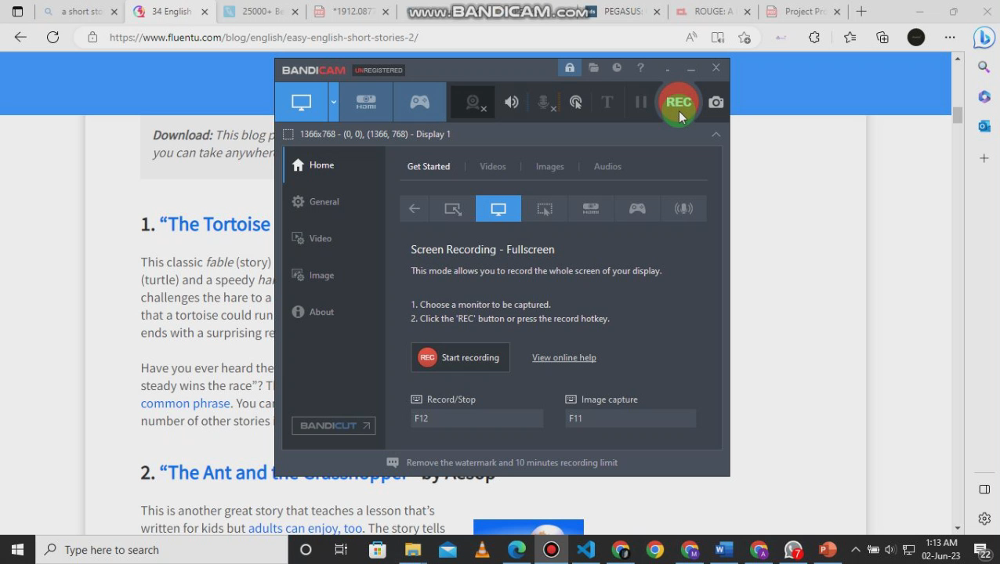 a short sto
34 English
25000+ Be
*1912.0877
www.BANDICAM.com
PEGASUS:
ROUGE: A
Project Pro
https://www.fluentu.com/blog/english/easy-english-short-stories-2/
BANDICAM UNREGISTERED
HDMI
REC
1366x768 - (0, 0), (1366, 768) - Display 1
Home
General
Video
Image
About
BANDICUT
Get Started
Videos
Images
Audios
HDMI
Screen Recording - Fullscreen
This mode allows you to record the whole screen of your display.
1. Choose a monitor to be captured.
2. Click the 'REC' button or press the record hotkey.
REC Start recording
View online help
Record/Stop
Image capture
F12
F11
Remove the watermark and 10 minutes recording limit
Download: This blog p
you can take anywhere
1. “The Tortoise
This classic fable (story)
(turtle) and a speedy har
challenges the hare to a
that a tortoise could run
ends with a surprising re
Have you ever heard the
steady wins the race”? T
common phrase. You can
number of other stories i
2. “The Ant and the Grasshopper” by Aesop
This is another great story that teaches a lesson that’s
written for kids but adults can enjoy, too. The story tells
Type here to search
7
1:13 AM
02-Jun-23
22